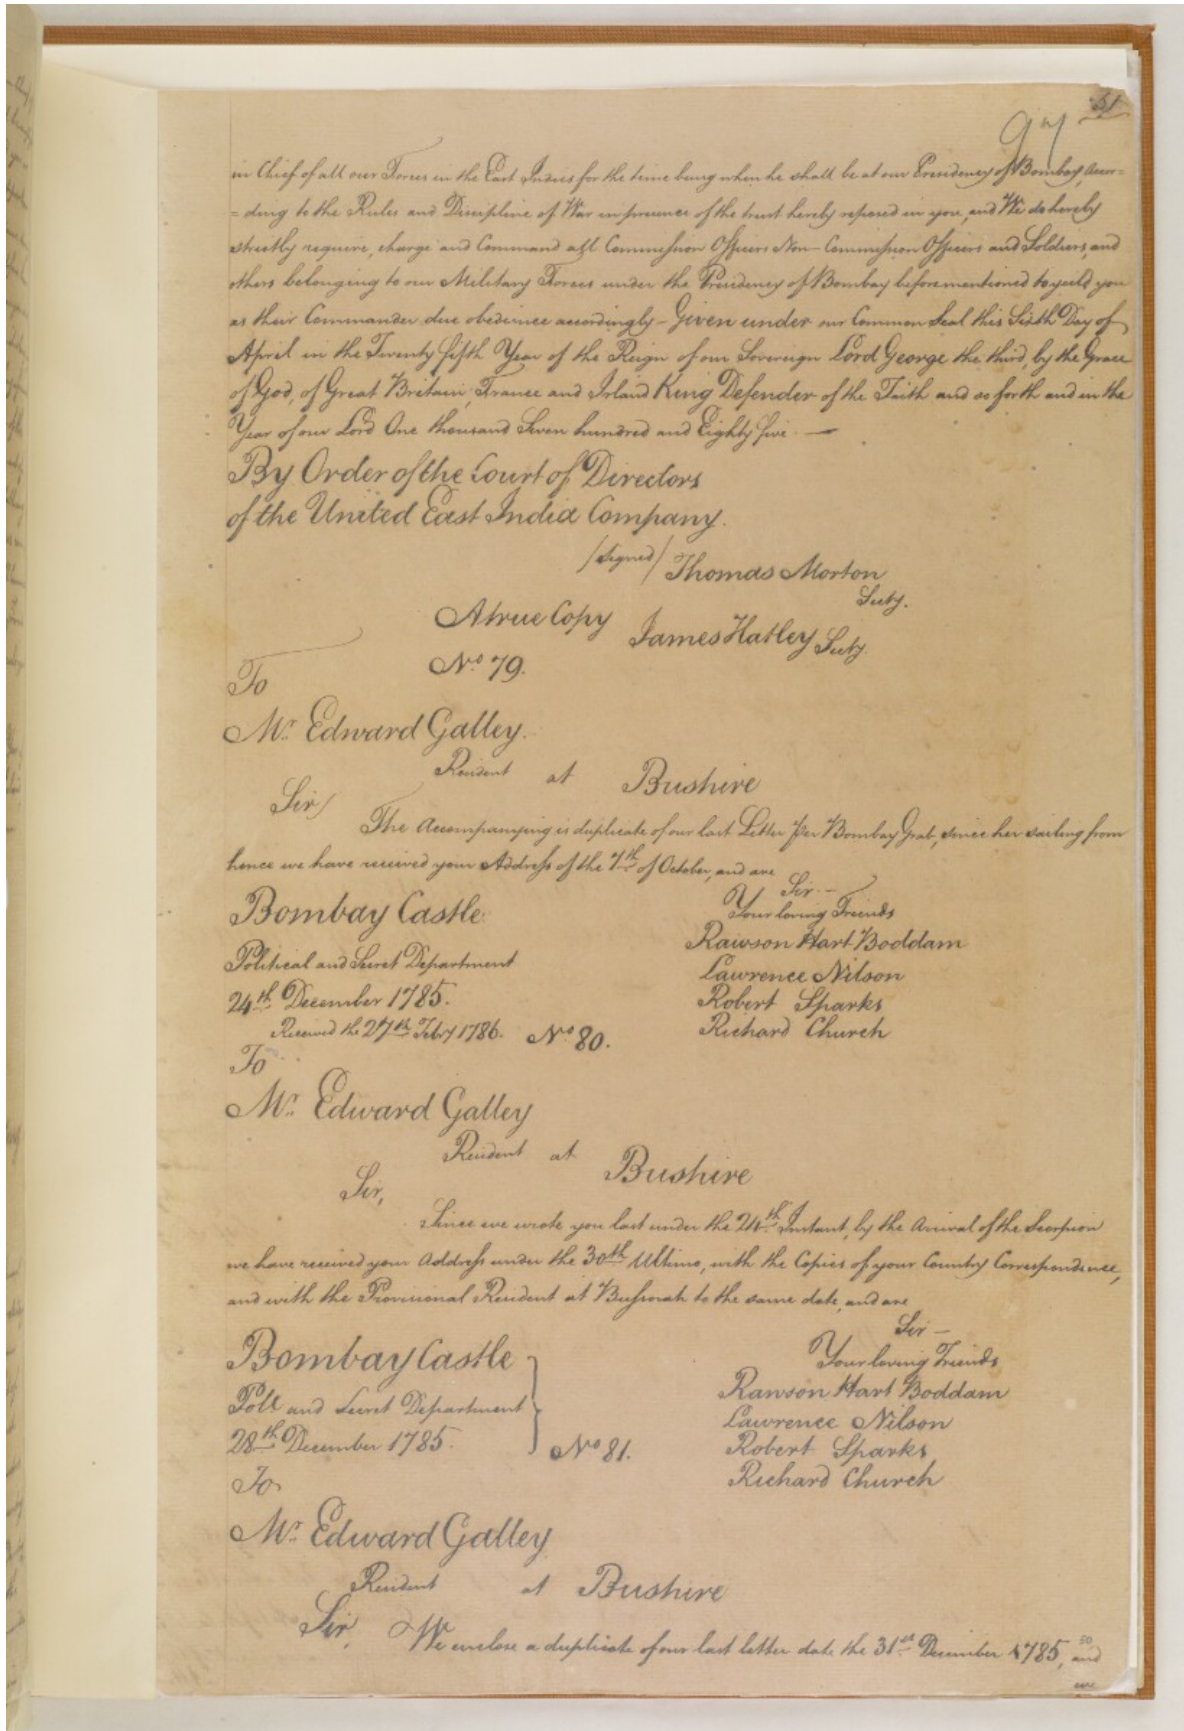 51
in Chief of all our Forces in the East Indies for the time being when he shall be at our Presidency of Bombay, Accor=
=ding to the Rules and Discipline of War in pursuance of the trust hereby reposed in you, and We do hereby
strictly require, charge and Command all Commission Officers Non-Commission Officers and Soldiers, and
others belonging to our Military Forces under the Presidency of Bombay beforementioned to yield you
as their Commander due obedience accordingly - Given under our Common Seal this Sixth Day of
April in the Twenty fifth Year of the Reign of our Sovereign Lord George the third, by the Grace
of God, of Great Britain, France and Ireland King Defender of the Faith and so forth and in the
Year of our Lord One thousand Seven hundred and Eighty five. —
By Order of the Court of Directors
of the United East India Company.
/signed/ Thomas Morton
Secty.
A true Copy James Hatley Secty.
No 79.
To
Mr. Edward Galley.
Resident at Bushire
Sir/
The Accompanying is duplicate of our last Letter per Bombay Grab, since her sailing from
hence we have received your Address of the 7th of October, and are
Sir. -
Your loving Friends
Bombay Castle
Rawson Hart Boddam
Political and Secret Department
Lawrence Nilson
24th December 1785.
Robert Sparks
Received the 27th Febry 1786. No 80.
Richard Church
To
Mr. Edward Galley
Resident at Bushire
Sir,
Since we wrote you last under the 24th Instant, by the Arrival of the Scorpion
we have received your Address under the 30th Ultimo, with the Copies of your Country Correspondence,
and with the Provisional Resident at Bussorah to the same date, and are
Sir -
Your loving Friends
Bombay Castle
Rawson Hart Boddam
Poll and Secret Department
Lawrence Nilson
28th December 1785.
Robert Sparks
No 81.
Richard Church
To
Mr. Edward Galley
Resident at Bushire
Sir, We enclose a duplicate of our last letter date the 31st December 1785, and
we